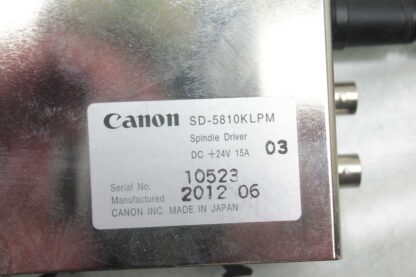 Canon SD-5810KLPM
Spindle Driver
DC +24V 15A 03
Serial No. 10523
Manufactured 2012 06
CANON INC. MADE IN JAPAN